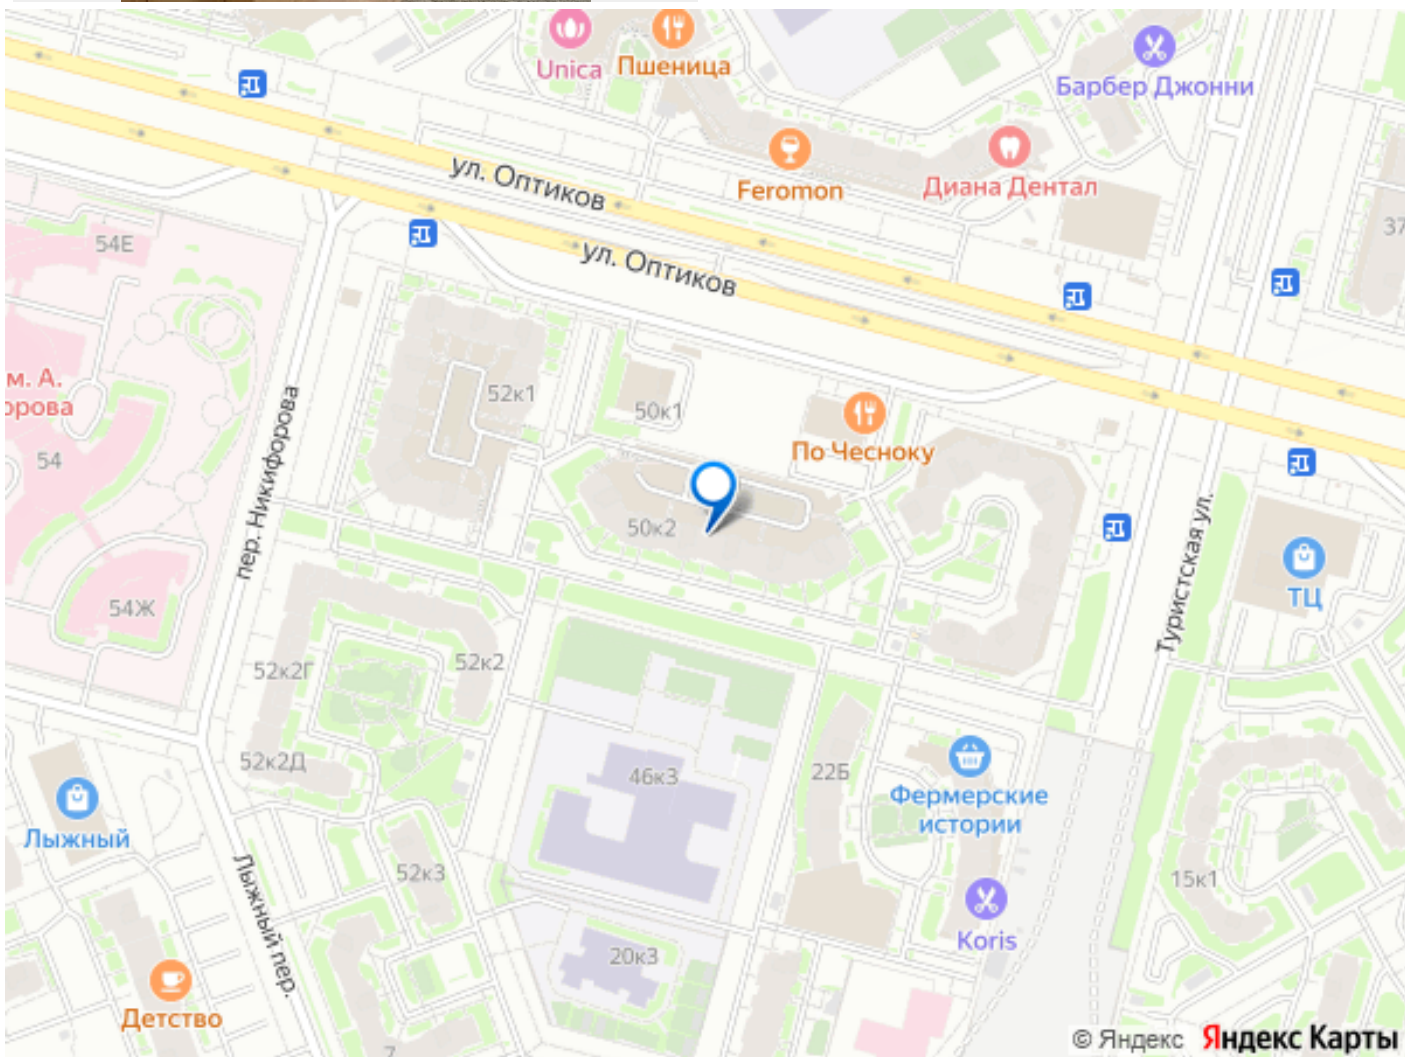 Unica
Пшеница
Барбер Джонни
ул. Оптиков
Feromon
Диана Дентал
54Е
ул. Оптиков
37
м. А.
орова
52к1
50к1
По Чесноку
54
пер. Никифорова
50к2
Туристская ул.
ТЦ
54Ж
52к2Г
52к2
52к2Д
46к3
22Б
Фермерские
истории
Лыжный
52к3
15к1
Лыжный пер.
Koris
20к3
Детство
7
© Яндекс Яндекс Карты